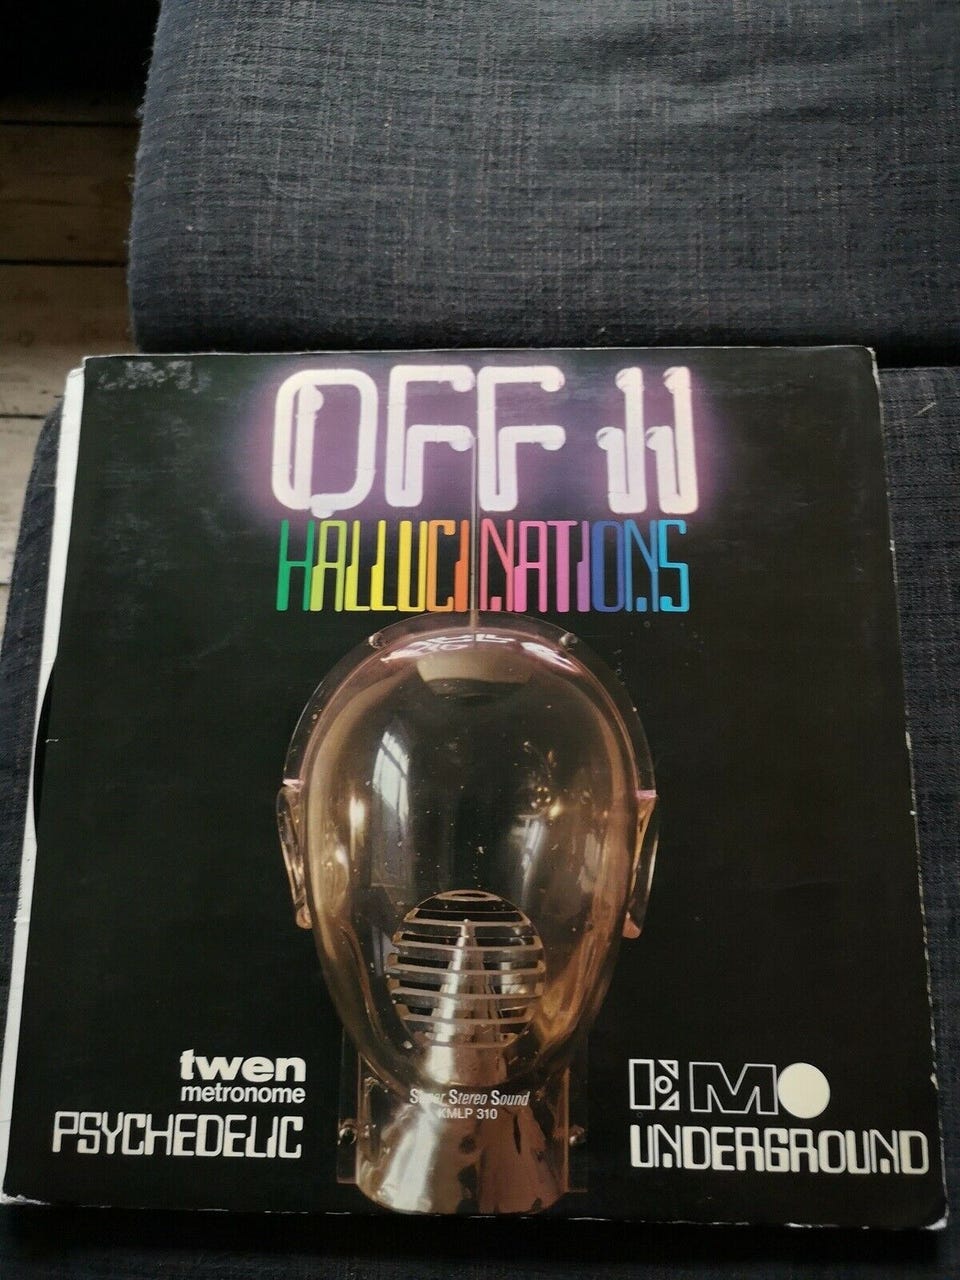 OFF II
HALLUCINATIONS
twen
metronome
PSYCHEDELIC
Super Stereo Sound
KMLP 310
UNDERGROUND